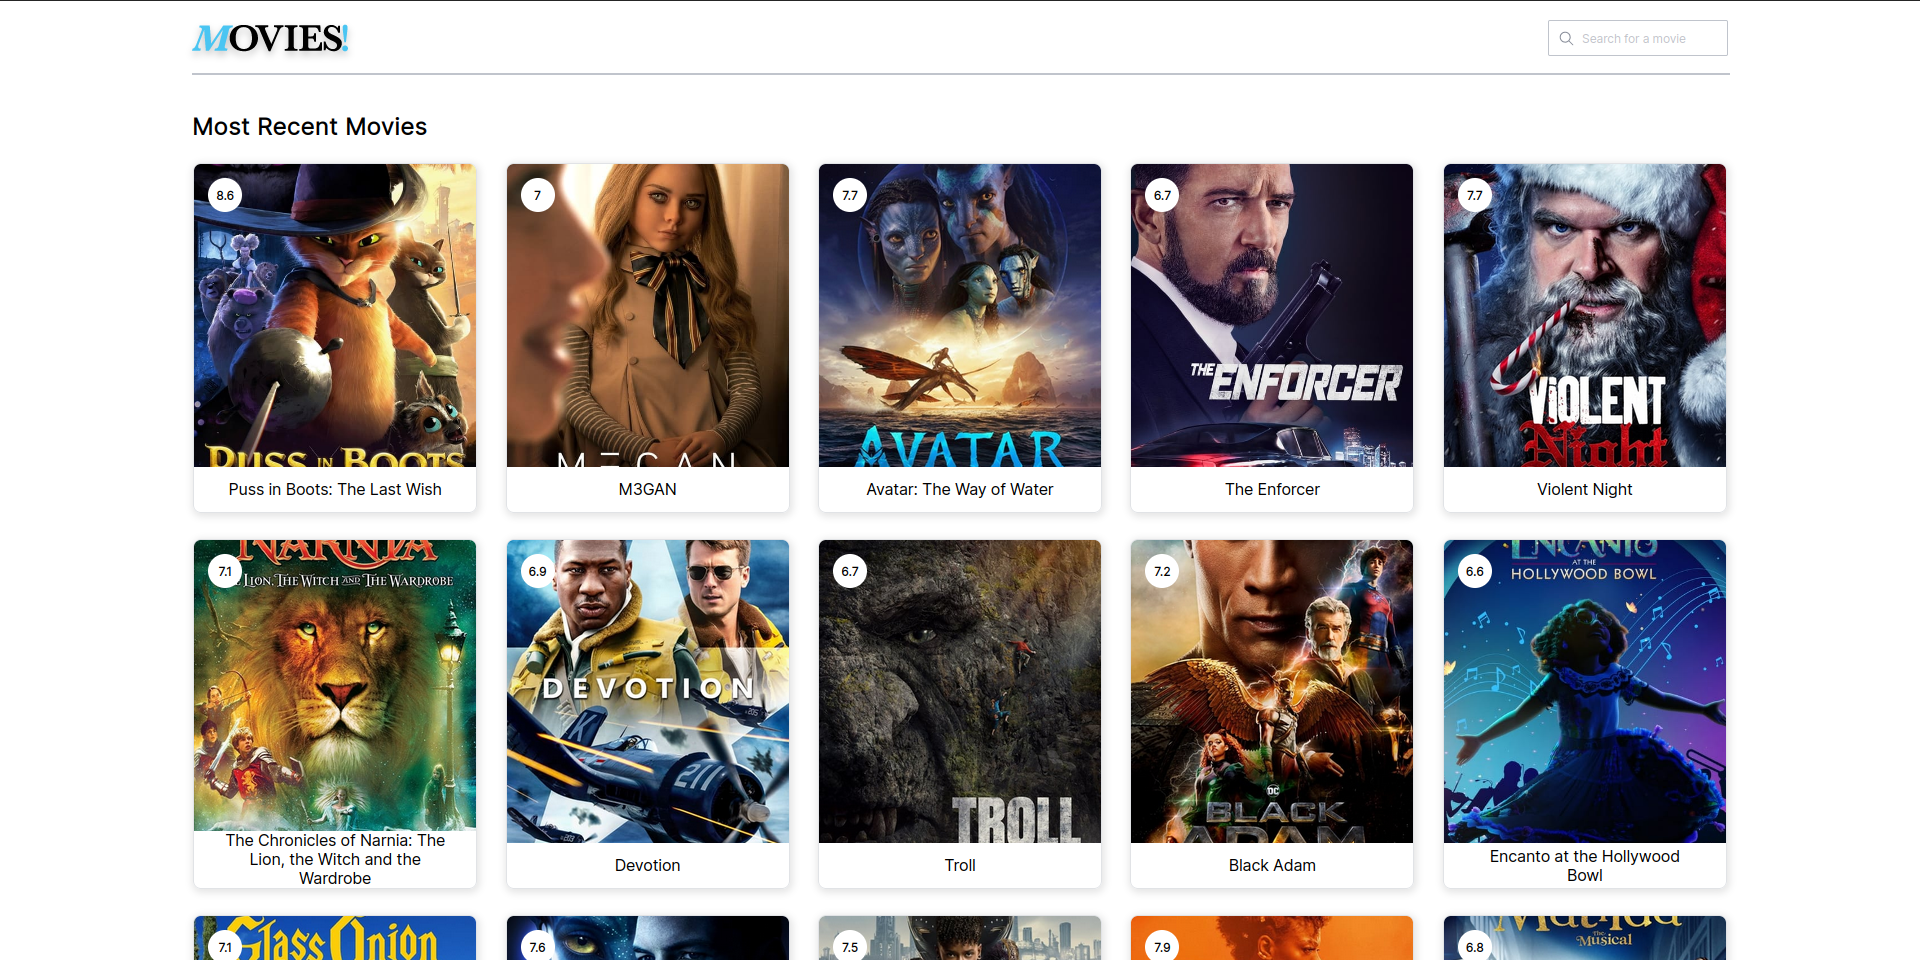 MOVIES!
Search for a movie
Most Recent Movies
8.6
7
7.7
6.7
7.7
PUSS IN BOOTS
M3GAN
AVATAR
THE ENFORCER
VIOLENT
Night
Puss in Boots: The Last Wish
M3GAN
Avatar: The Way of Water
The Enforcer
Violent Night
7.1
6.9
6.7
7.2
6.6
NARNIA
LION, THE WITCH AND THE WARDROBE
DEVOTION
K
211
TROLL
DC
BLACK
ADAM
ENCANTO
AT THE
HOLLYWOOD BOWL
The Chronicles of Narnia: The
Lion, the Witch and the
Wardrobe
Devotion
Troll
Black Adam
Encanto at the Hollywood
Bowl
7.1
7.6
7.5
7.9
6.8
Glass Onion
Matilda
The Musical